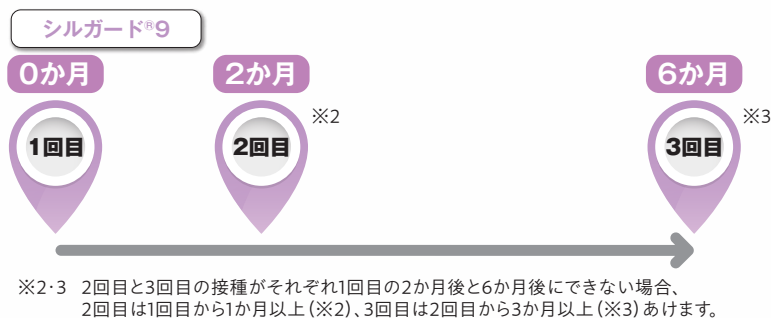 シルガード®9
0か月 2か月 6か月
※2 ※3
1回目 2回目 3回目
※2・3 2回目と3回目の接種がそれぞれ1回目の2か月後と6か月後にできない場合、
2回目は1回目から1か月以上(※2)、3回目は2回目から3か月以上(※3)あけます。